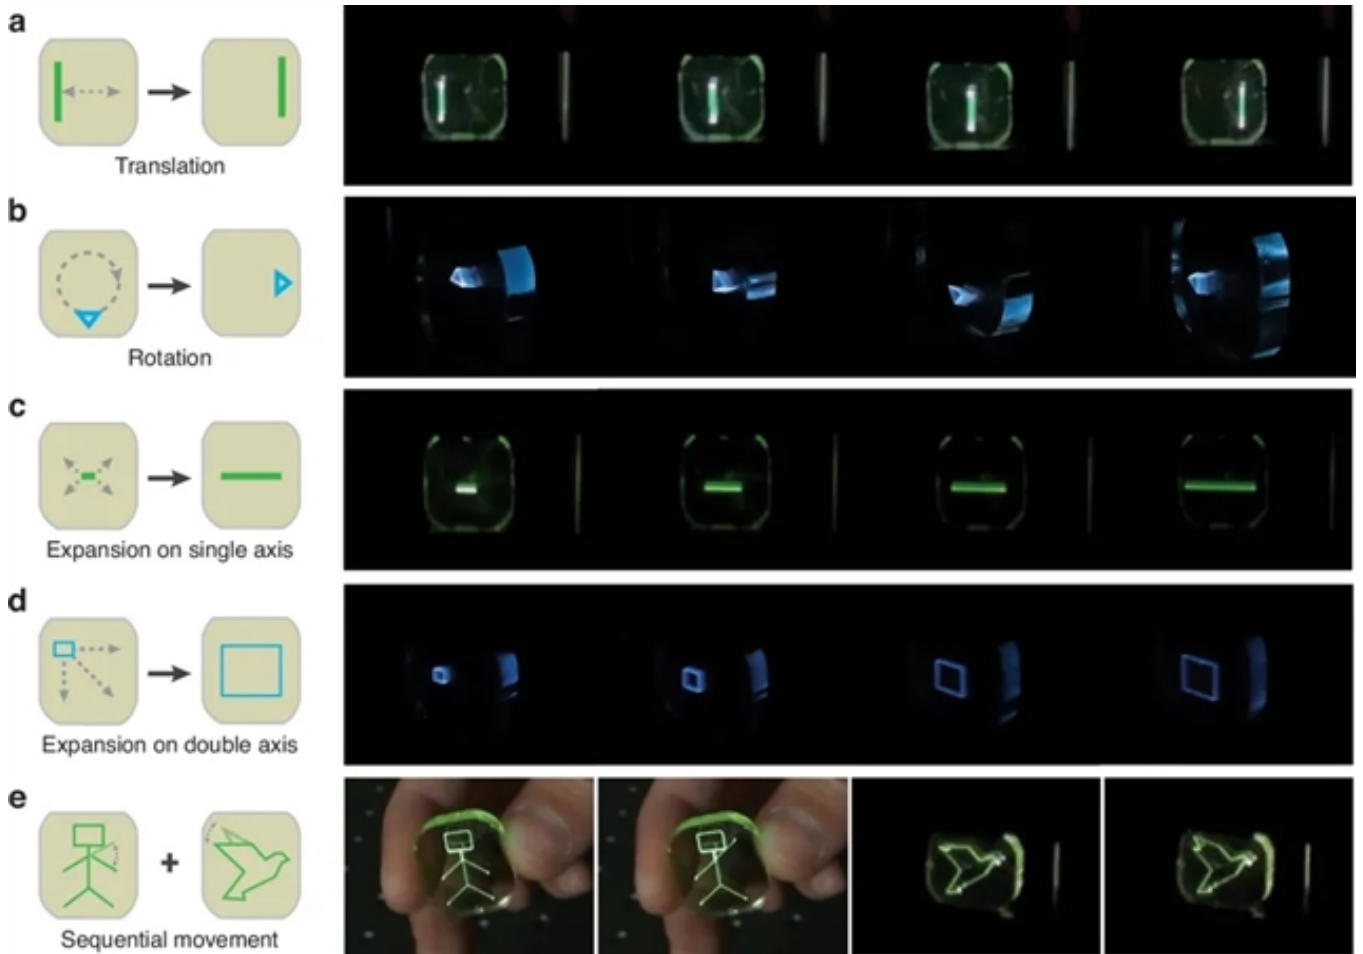 a
Translation
b
Rotation
c
Expansion on single axis
d
Expansion on double axis
e
+
Sequential movement